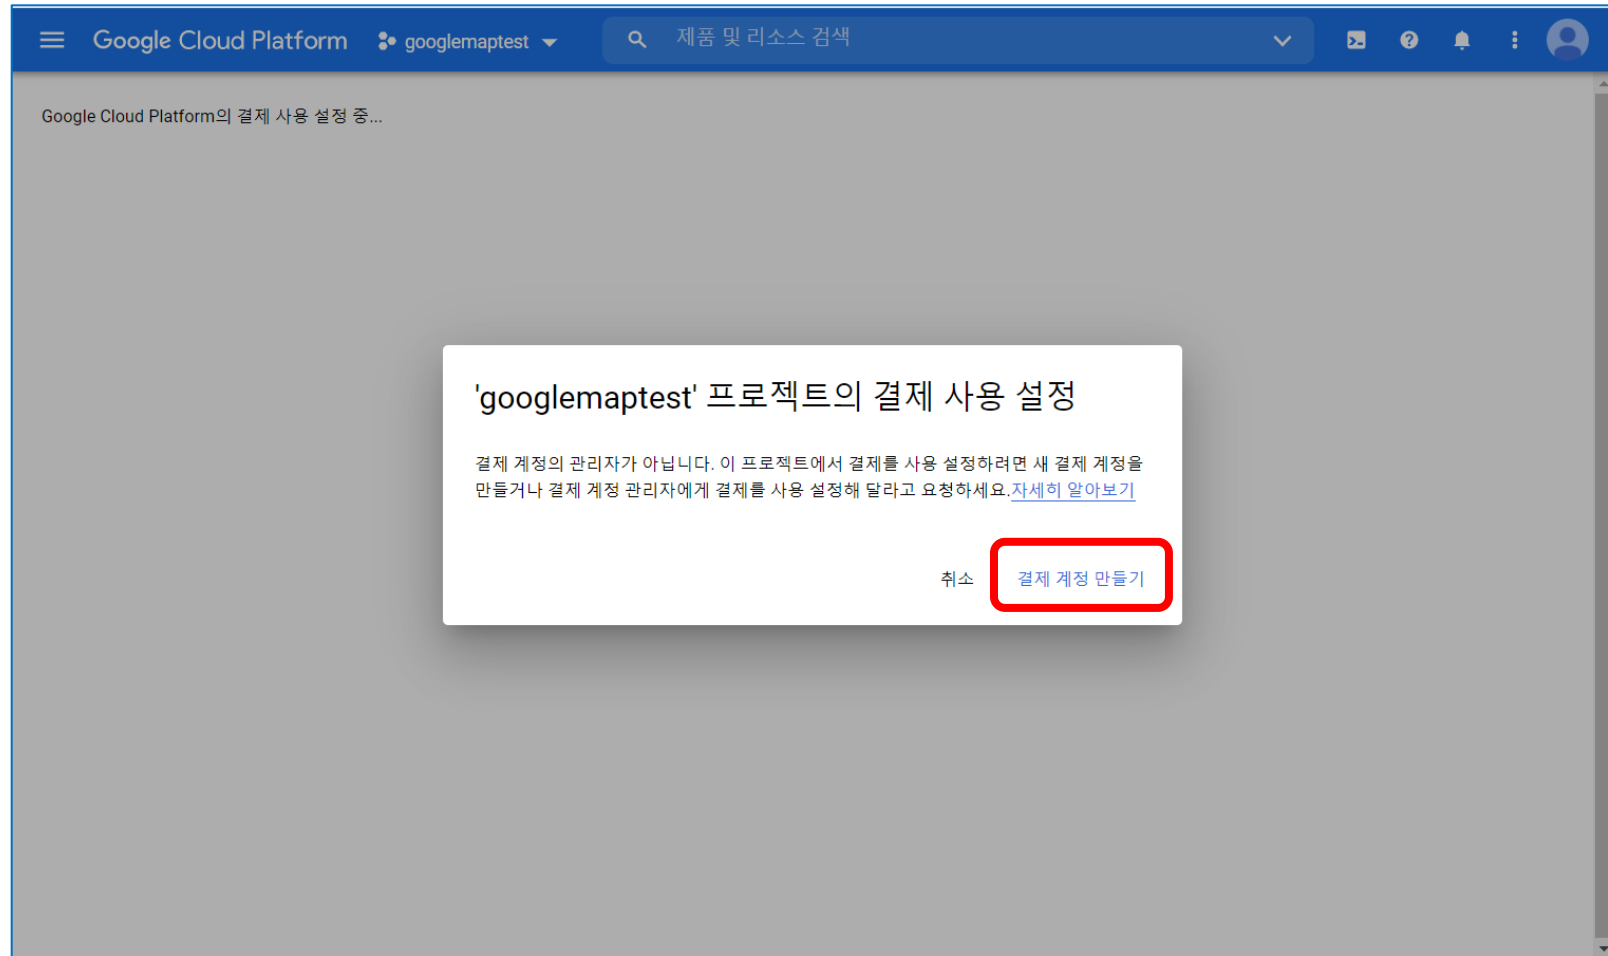 Google Cloud Platform googlemaptest 제품 및 리소스 검색
Google Cloud Platform의 결제 사용 설정 중...
'googlemaptest' 프로젝트의 결제 사용 설정
결제 계정의 관리자가 아닙니다. 이 프로젝트에서 결제를 사용 설정하려면 새 결제 계정을
만들거나 결제 계정 관리자에게 결제를 사용 설정해 달라고 요청하세요.자세히 알아보기
취소 결제 계정 만들기